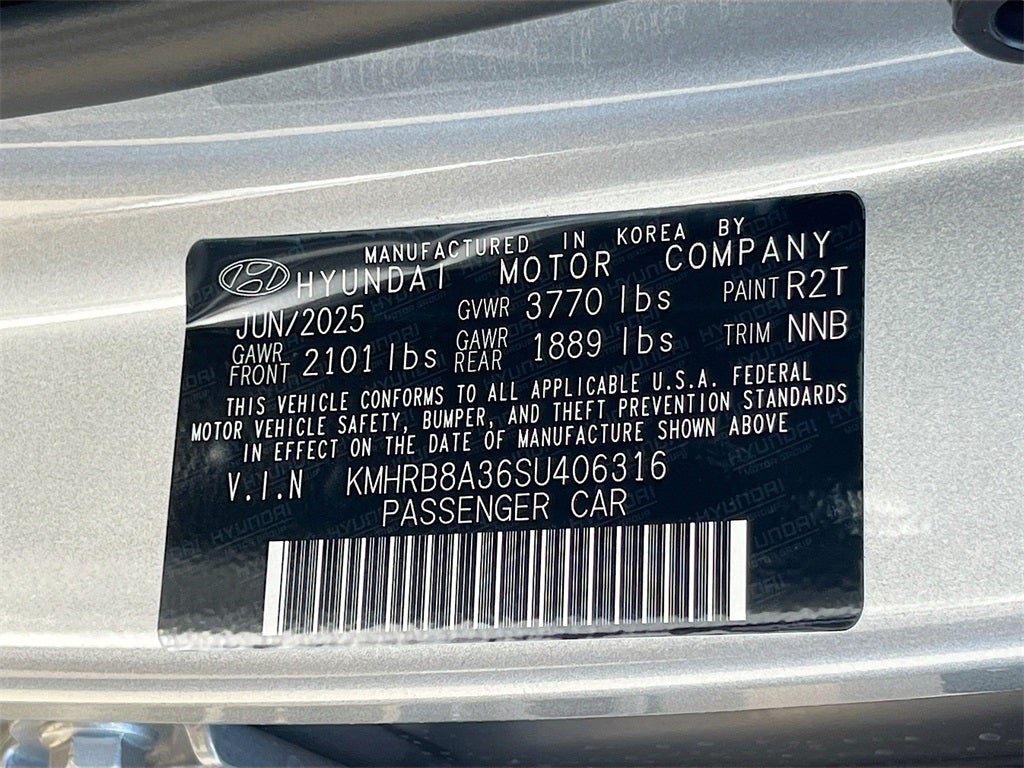 MANUFACTURED IN KOREA BY
HYUNDAI MOTOR COMPANY
JUN/2025 GVWR 3770 lbs PAINT R2T
GAWR FRONT 2101 lbs GAWR REAR 1889 lbs TRIM NNB
THIS VEHICLE CONFORMS TO ALL APPLICABLE U.S.A. FEDERAL
MOTOR VEHICLE SAFETY, BUMPER, AND THEFT PREVENTION STANDARDS
IN EFFECT ON THE DATE OF MANUFACTURE SHOWN ABOVE
V.I.N KMHRB8A36SU406316
PASSENGER CAR